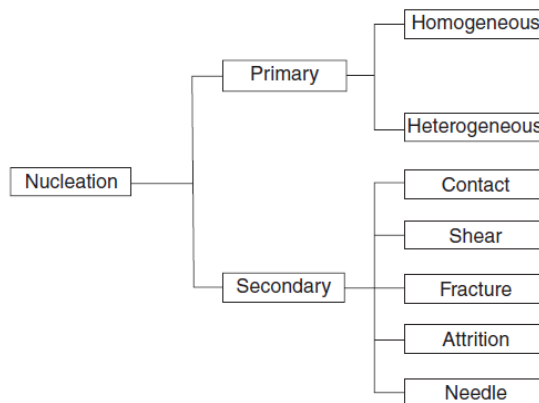 Homogeneous
Primary
Heterogeneous
Nucleation
Contact
Shear
Secondary
Fracture
Attrition
Needle